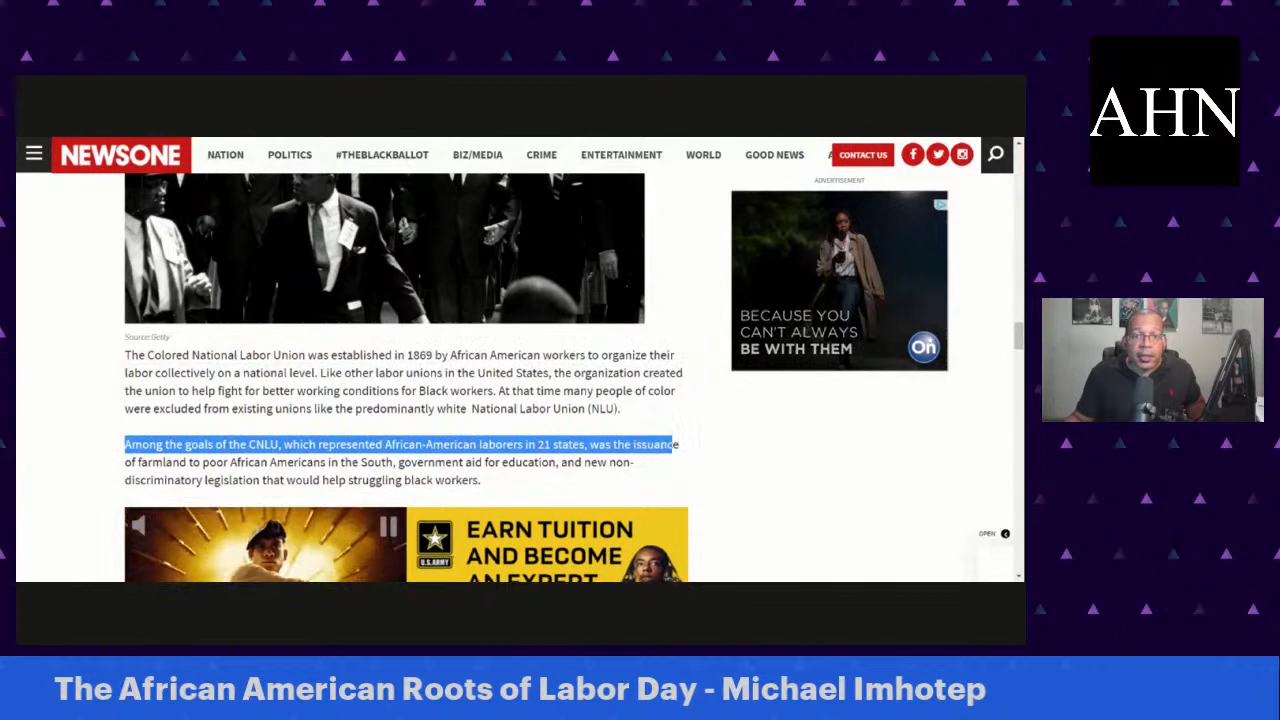 AHN
NEWSONE
NATION
POLITICS
#THEBLACKBALLOT
BIZ/MEDIA
CRIME
ENTERTAINMENT
WORLD
GOOD NEWS
CONTACT US
ADVERTISEMENT
BECAUSE YOU
CAN'T ALWAYS
BE WITH THEM
On
Source:Getty
The Colored National Labor Union was established in 1869 by African American workers to organize their
labor collectively on a national level. Like other labor unions in the United States, the organization created
the union to help fight for better working conditions for Black workers. At that time many people of color
were excluded from existing unions like the predominantly white National Labor Union (NLU).
Among the goals of the CNLU, which represented African-American laborers in 21 states, was the issuance
of farmland to poor African Americans in the South, government aid for education, and new non-
discriminatory legislation that would help struggling black workers.
OPEN
U.S.ARMY
EARN TUITION
AND BECOME
AN EXPERT
The African American Roots of Labor Day - Michael Imhotep